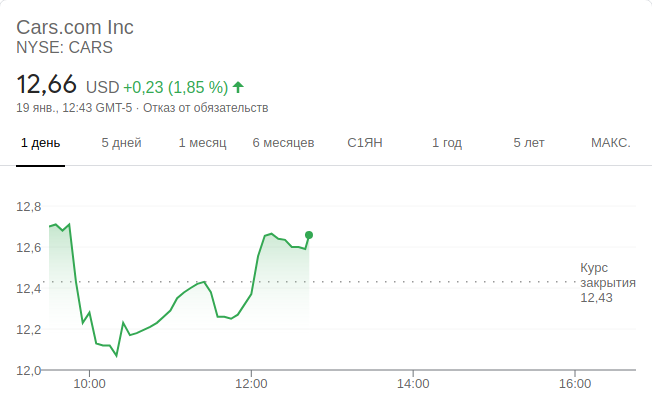 Cars.com Inc
NYSE: CARS
12,66 USD +0,23 (1,85 %)
19 янв., 12:43 GMT-5 · Отказ от обязательств
1 день 5 дней 1 месяц 6 месяцев С1ЯН 1 год 5 лет МАКС.
12,8
12,6
12,4
12,2
12,0
Курс
закрытия
12,43
10:00 12:00 14:00 16:00